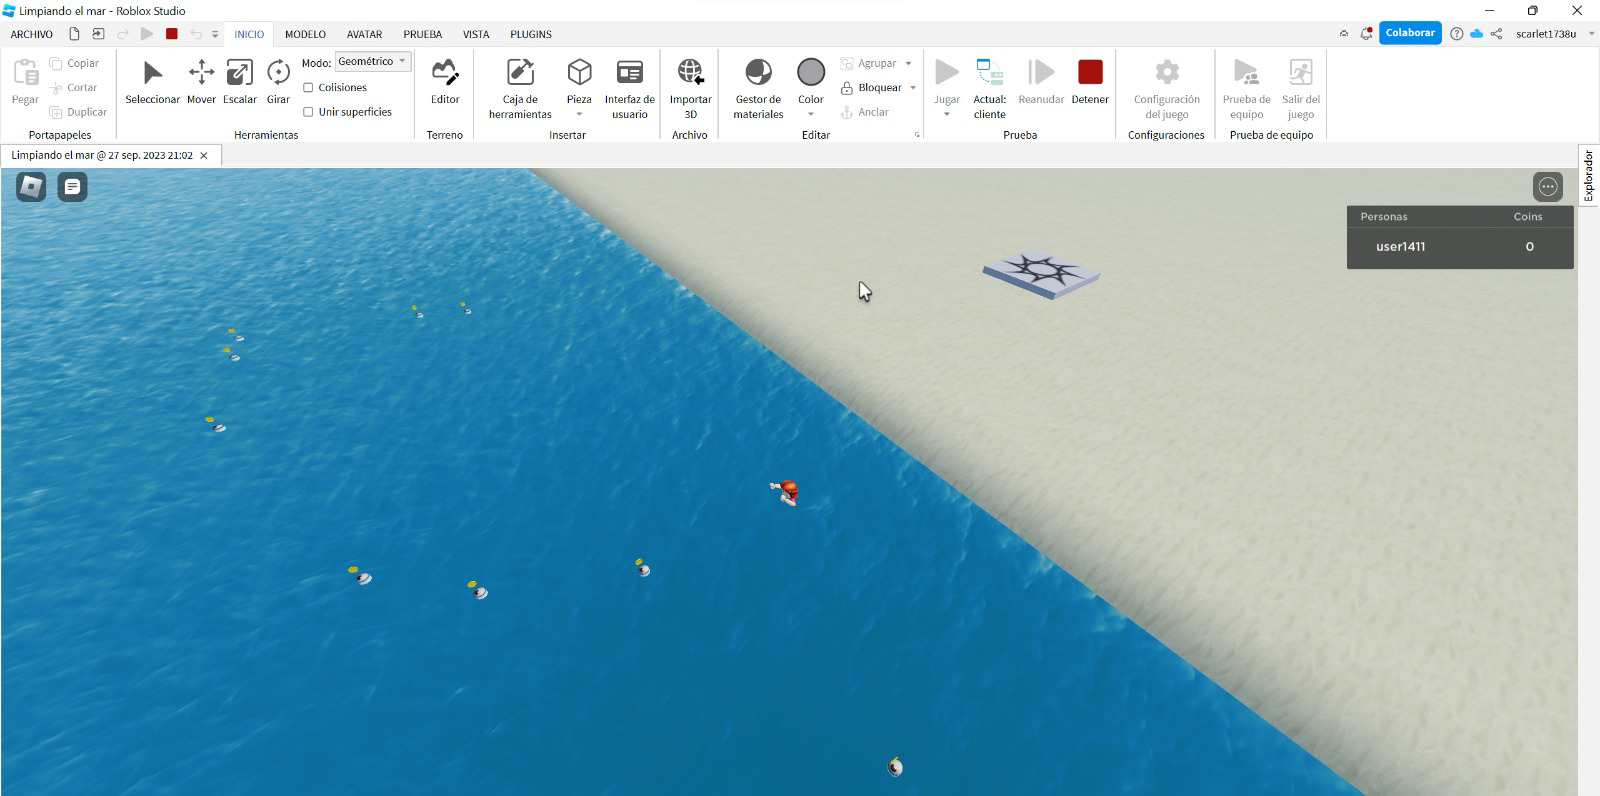 Limpiando el mar - Roblox Studio
ARCHIVO INICIO MODELO AVATAR PRUEBA VISTA PLUGINS Colaborar scarlet1738u
Pegar
Copiar
Cortar
Duplicar
Portapapeles
Seleccionar Mover Escalar Girar
Modo: Geométrico
Colisiones
Unir superficies
Herramientas
Editor
Terreno
Caja de herramientas
Pieza
Interfaz de usuario
Insertar
Importar 3D
Archivo
Gestor de materiales
Color
Agrupar
Bloquear
Anclar
Editar
Jugar
Actual: cliente
Reanudar
Detener
Prueba
Configuración del juego
Configuraciones
Prueba de equipo
Salir del juego
Prueba de equipo
Limpiando el mar @ 27 sep. 2023 21:02
Explorador
Personas Coins
user1411 0